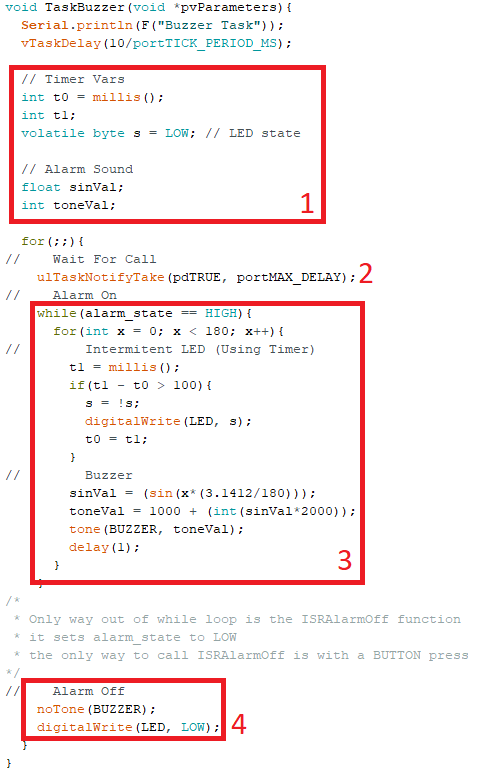 void TaskBuzzer(void *pvParameters){
  Serial.println(F("Buzzer Task"));
  vTaskDelay(10/portTICK_PERIOD_MS);

  // Timer Vars
  int t0 = millis();
  int t1;
  volatile byte s = LOW; // LED state

  // Alarm Sound
  float sinVal;
  int toneVal;
1

  for(;;){
//    Wait For Call
    ulTaskNotifyTake(pdTRUE, portMAX_DELAY); 2
//    Alarm On
    while(alarm_state == HIGH){
      for(int x = 0; x < 180; x++){
//        Intermitent LED (Using Timer)
        t1 = millis();
        if(t1 - t0 > 100){
          s = !s;
          digitalWrite(LED, s);
          t0 = t1;
        }
//        Buzzer
        sinVal = (sin(x*(3.1412/180)));
        toneVal = 1000 + (int(sinVal*2000));
        tone(BUZZER, toneVal);
        delay(1);
      }
3
    }
/*
 * Only way out of while loop is the ISRAlarmOff function
 * it sets alarm_state to LOW
 * the only way to call ISRAlarmOff is with a BUTTON press
*/
//    Alarm Off
    noTone(BUZZER);
    digitalWrite(LED, LOW); 4
  }
}